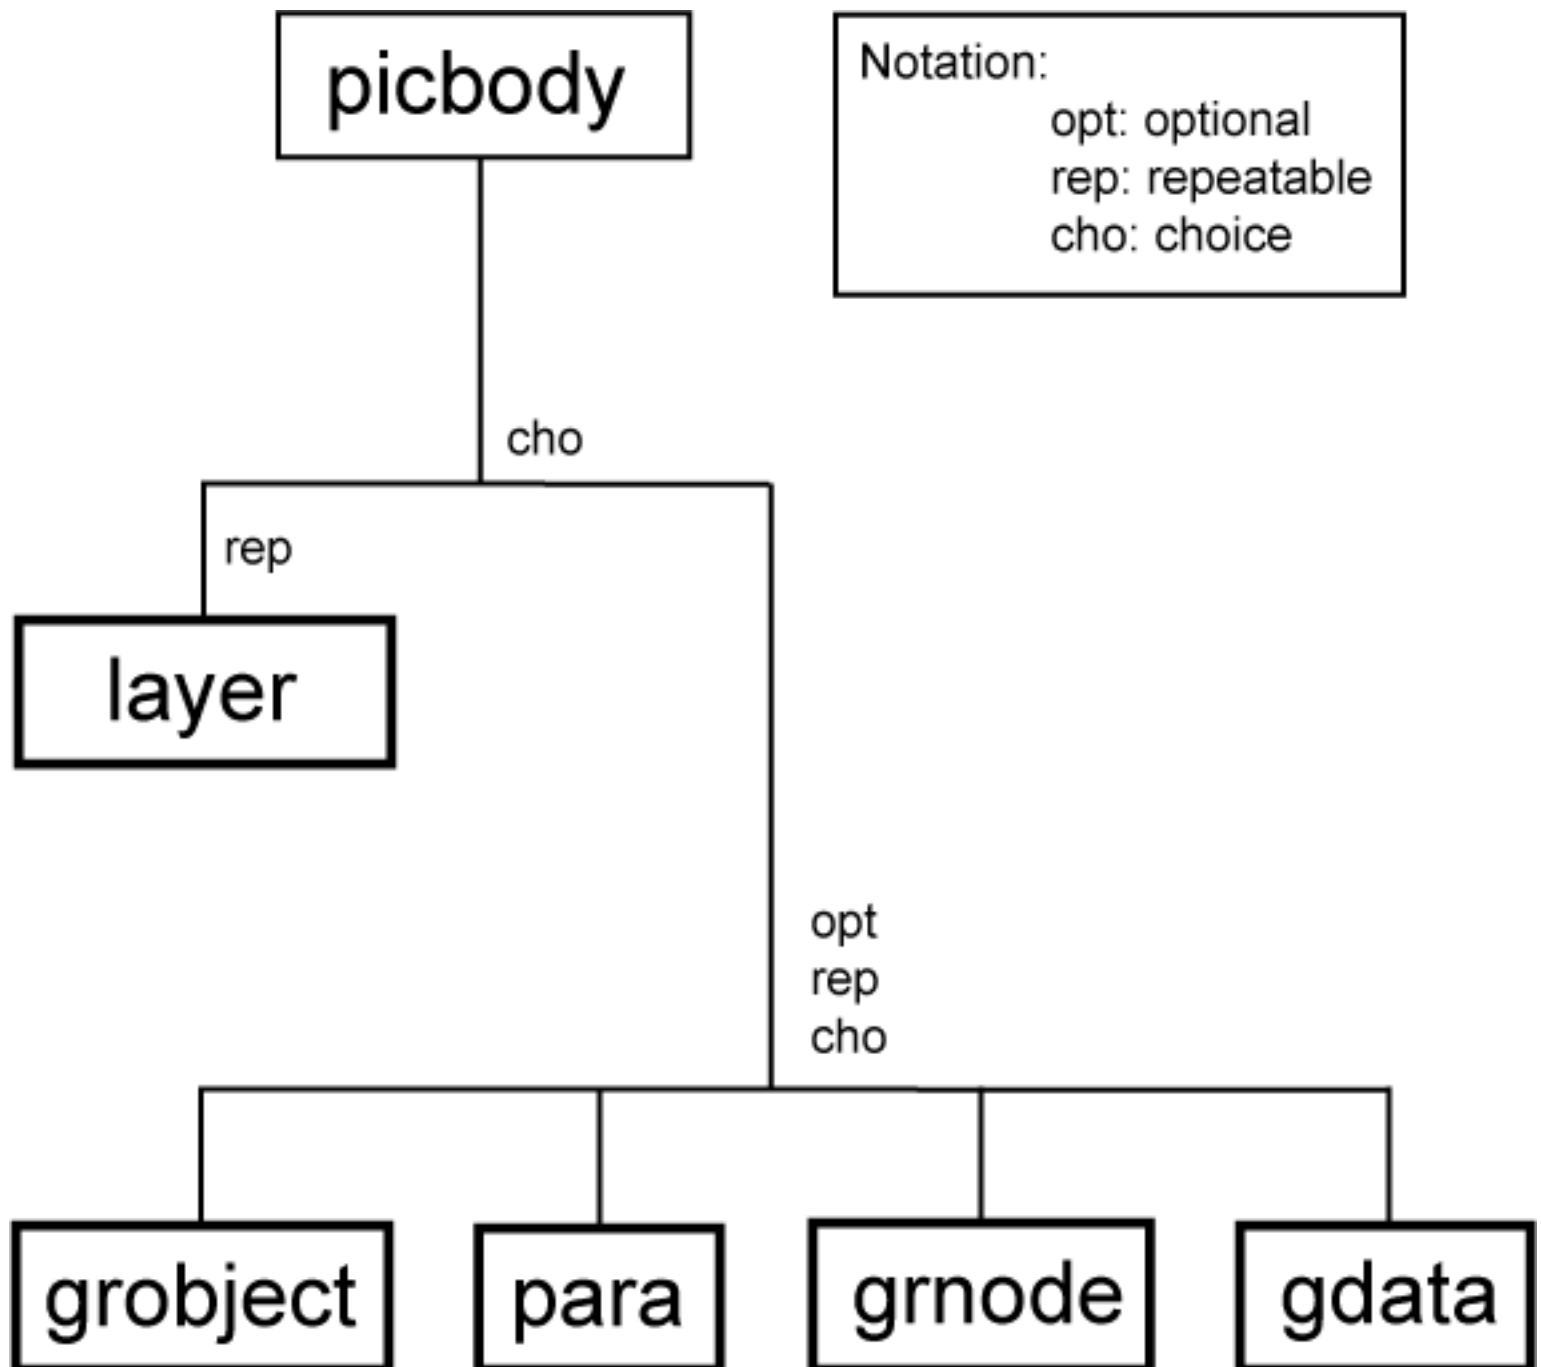 picbody
Notation:
opt: optional
rep: repeatable
cho: choice
cho
rep
layer
opt
rep
cho
grobject
para
grnode
gdata